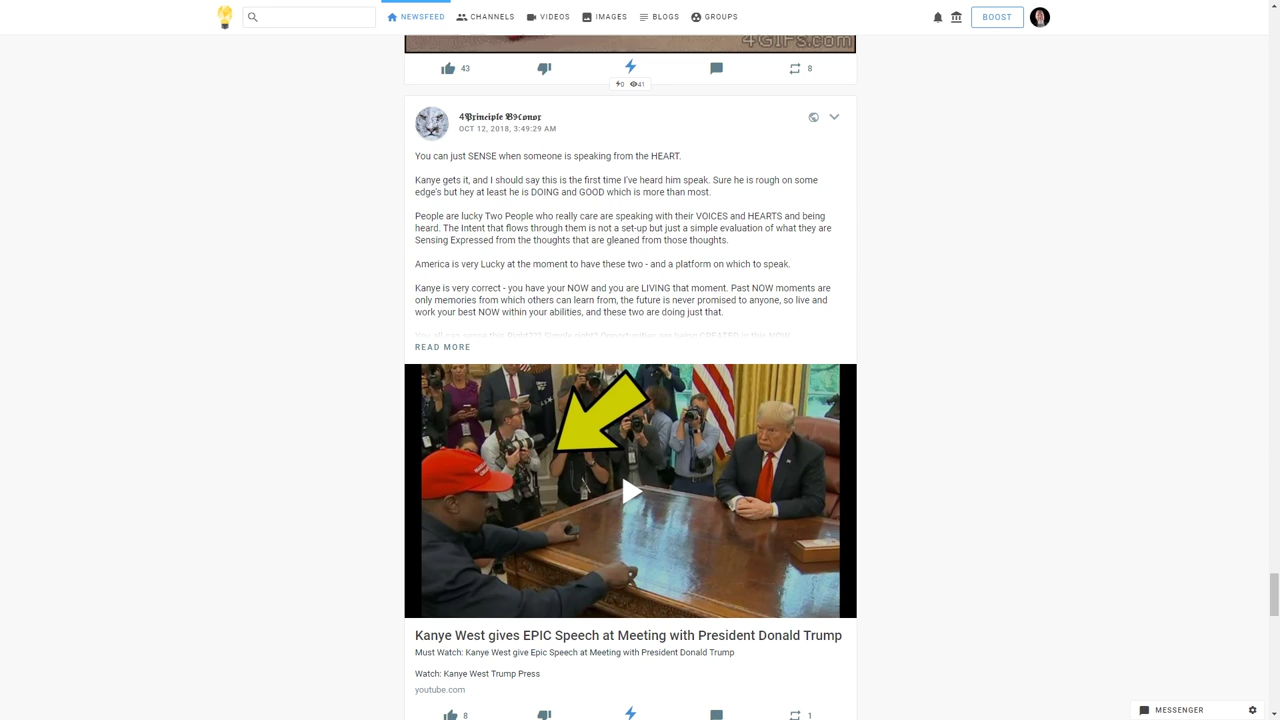 NEWSFEED CHANNELS VIDEOS IMAGES BLOGS GROUPS BOOST
4GIFs.com
43 8
0 41
4𝕻𝖗𝖎𝖓𝖈𝖎𝖕𝖑𝖊
OCT 12, 2018, 3:49:29 AM
You can just SENSE when someone is speaking from the HEART.
Kanye gets it, and I should say this is the first time I've heard him speak. Sure he is rough on some
edge's but hey at least he is DOING and GOOD which is more than most.
People are lucky Two People who really care are speaking with their VOICES and HEARTS and being
heard. The Intent that flows through them is not a set-up but just a simple evaluation of what they are
Sensing Expressed from the thoughts that are gleaned from those thoughts.
America is very Lucky at the moment to have these two - and a platform on which to speak.
Kanye is very correct - you have your NOW and you are LIVING that moment. Past NOW moments are
only memories from which others can learn from, the future is never promised to anyone, so live and
work your best NOW within your abilities, and these two are doing just that.
READ MORE
Kanye West gives EPIC Speech at Meeting with President Donald Trump
Must Watch: Kanye West give Epic Speech at Meeting with President Donald Trump
Watch: Kanye West Trump Press
youtube.com
8 1
MESSENGER